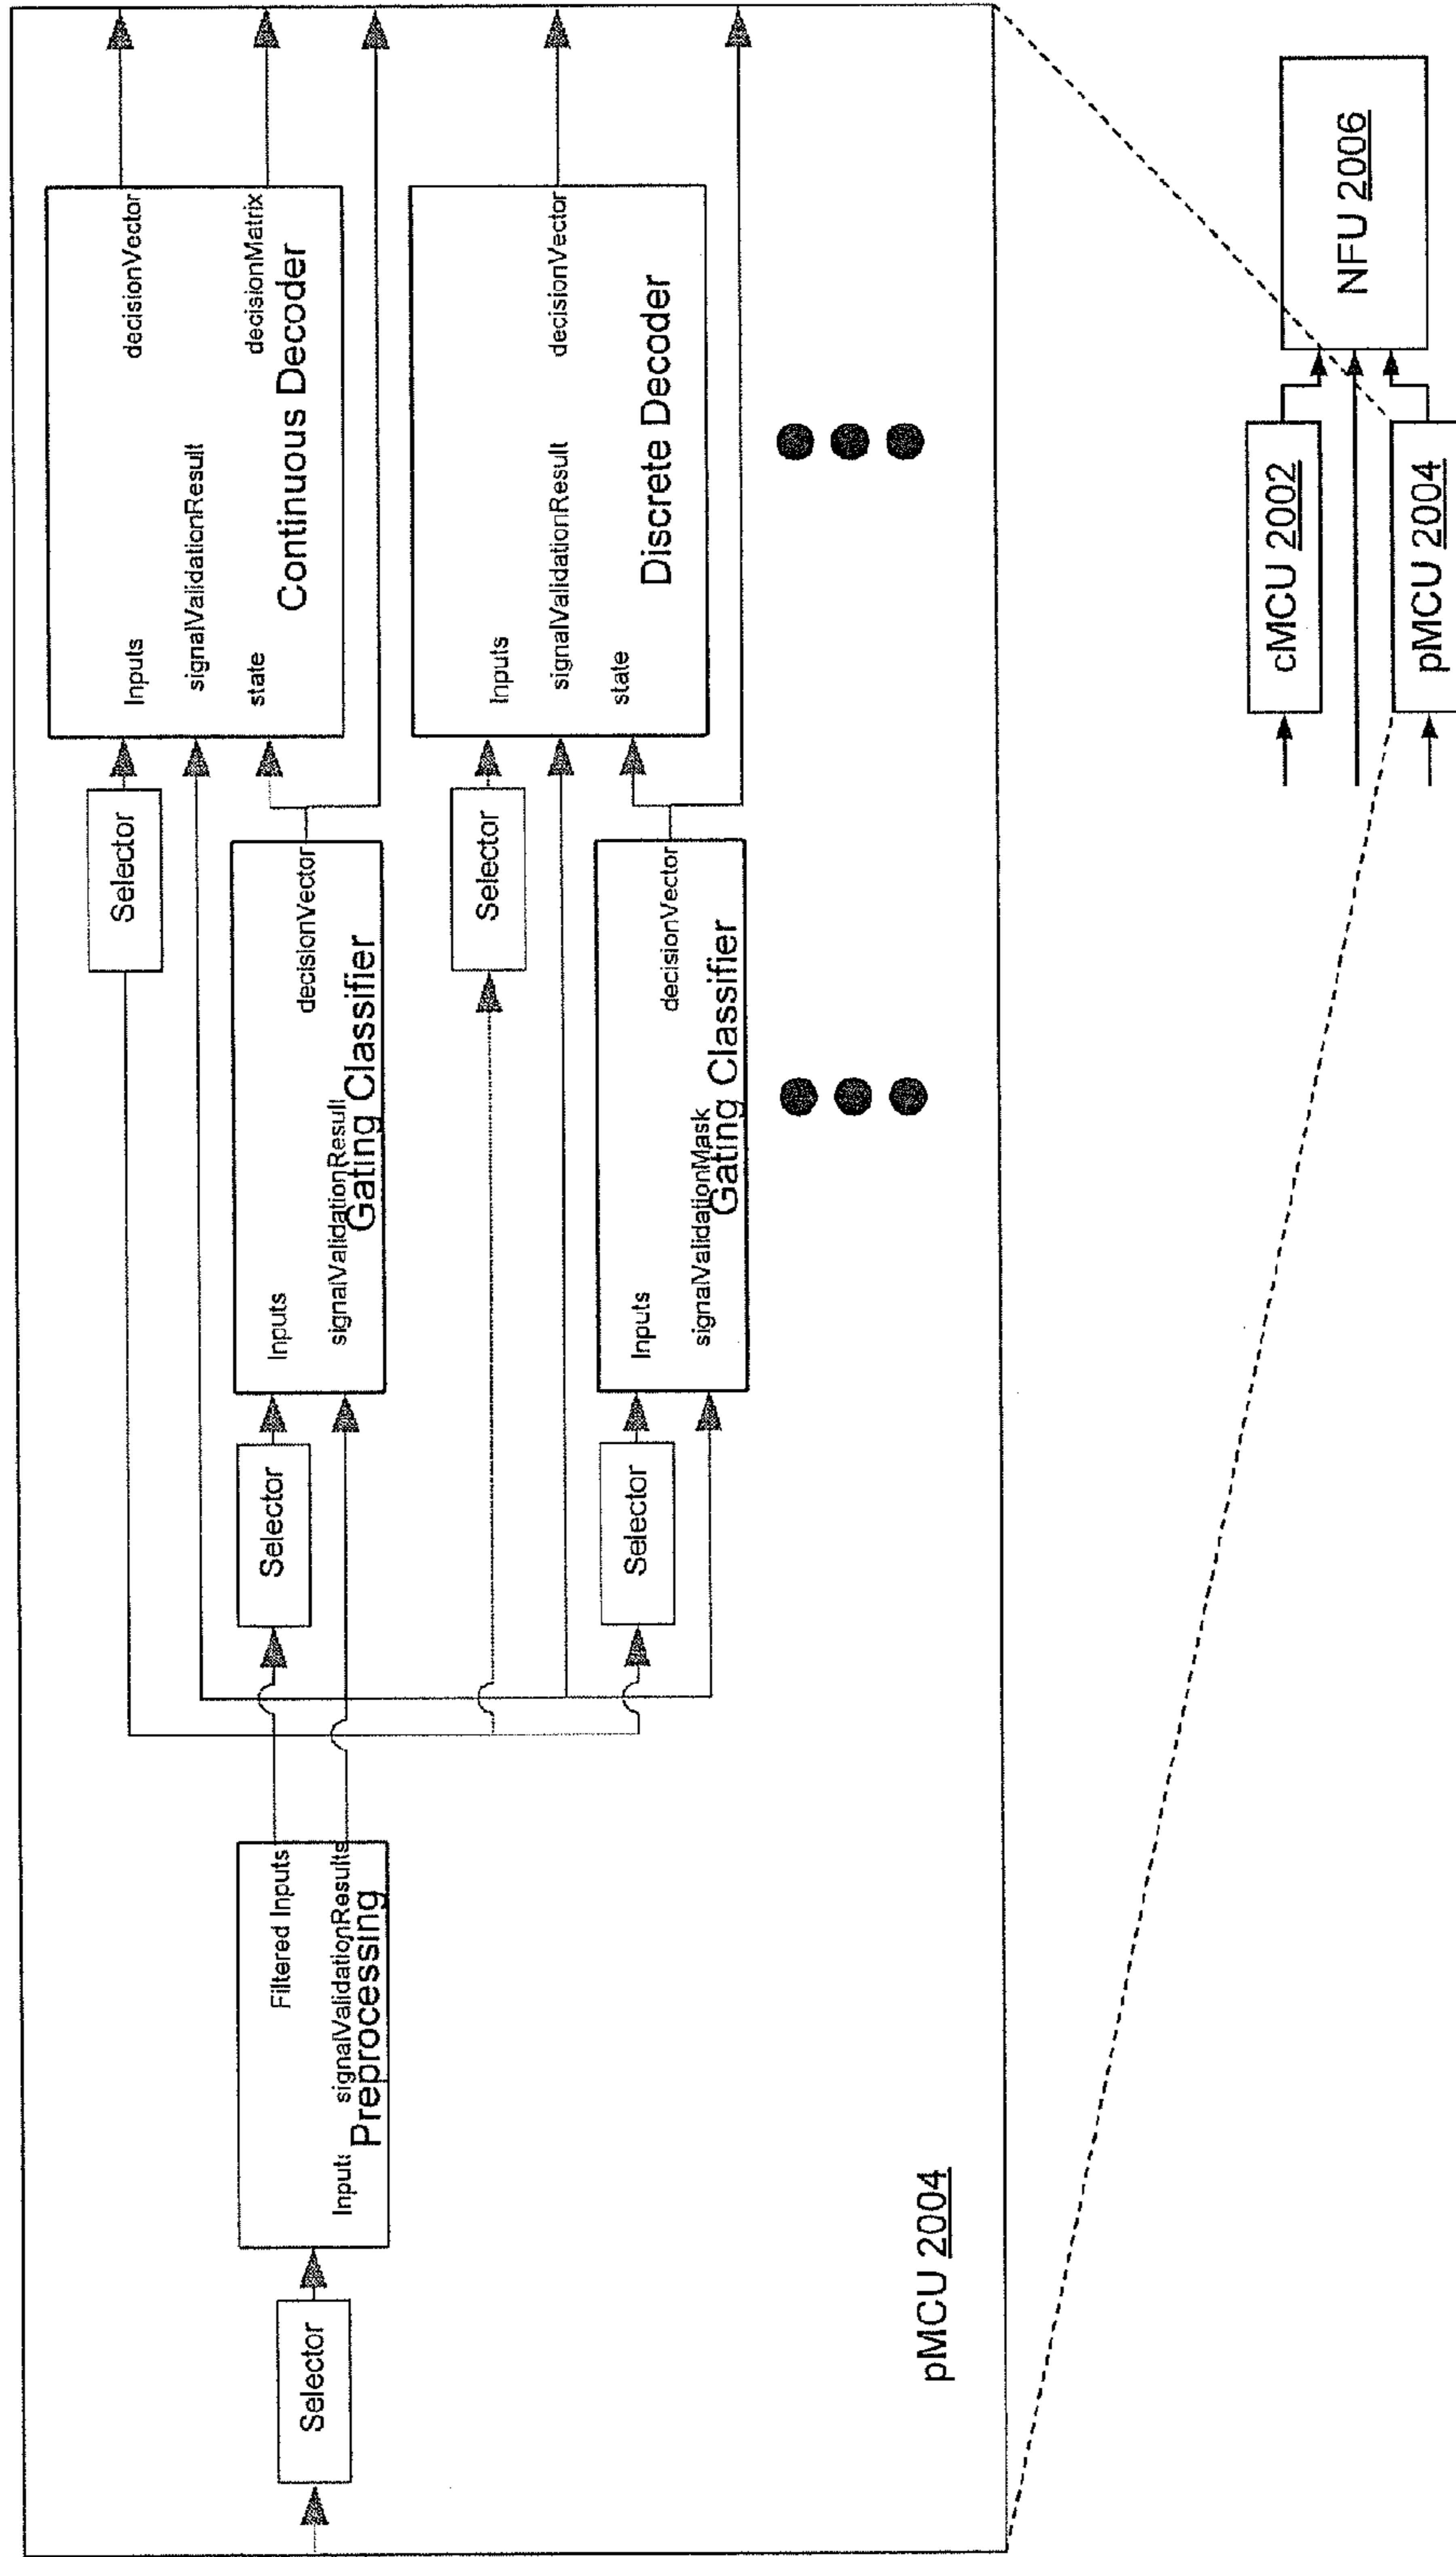 Selector
Inputs
Filtered Inputs
signalValidationResults
Preprocessing
Selector
Inputs
signalValidationResult
decisionVector
Gating Classifier
Selector
Inputs
signalValidationResult
state
decisionVector
decisionMatrix
Continuous Decoder
Selector
Inputs
signalValidationMask
decisionVector
Gating Classifier
Selector
Inputs
signalValidationResult
state
decisionVector
Discrete Decoder
pMCU 2004
cMCU 2002
pMCU 2004
NFU 2006